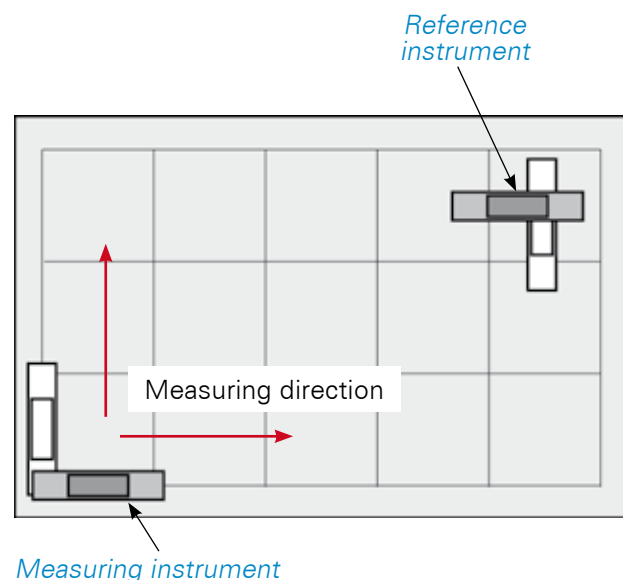 Reference
instrument
Measuring direction
Measuring instrument